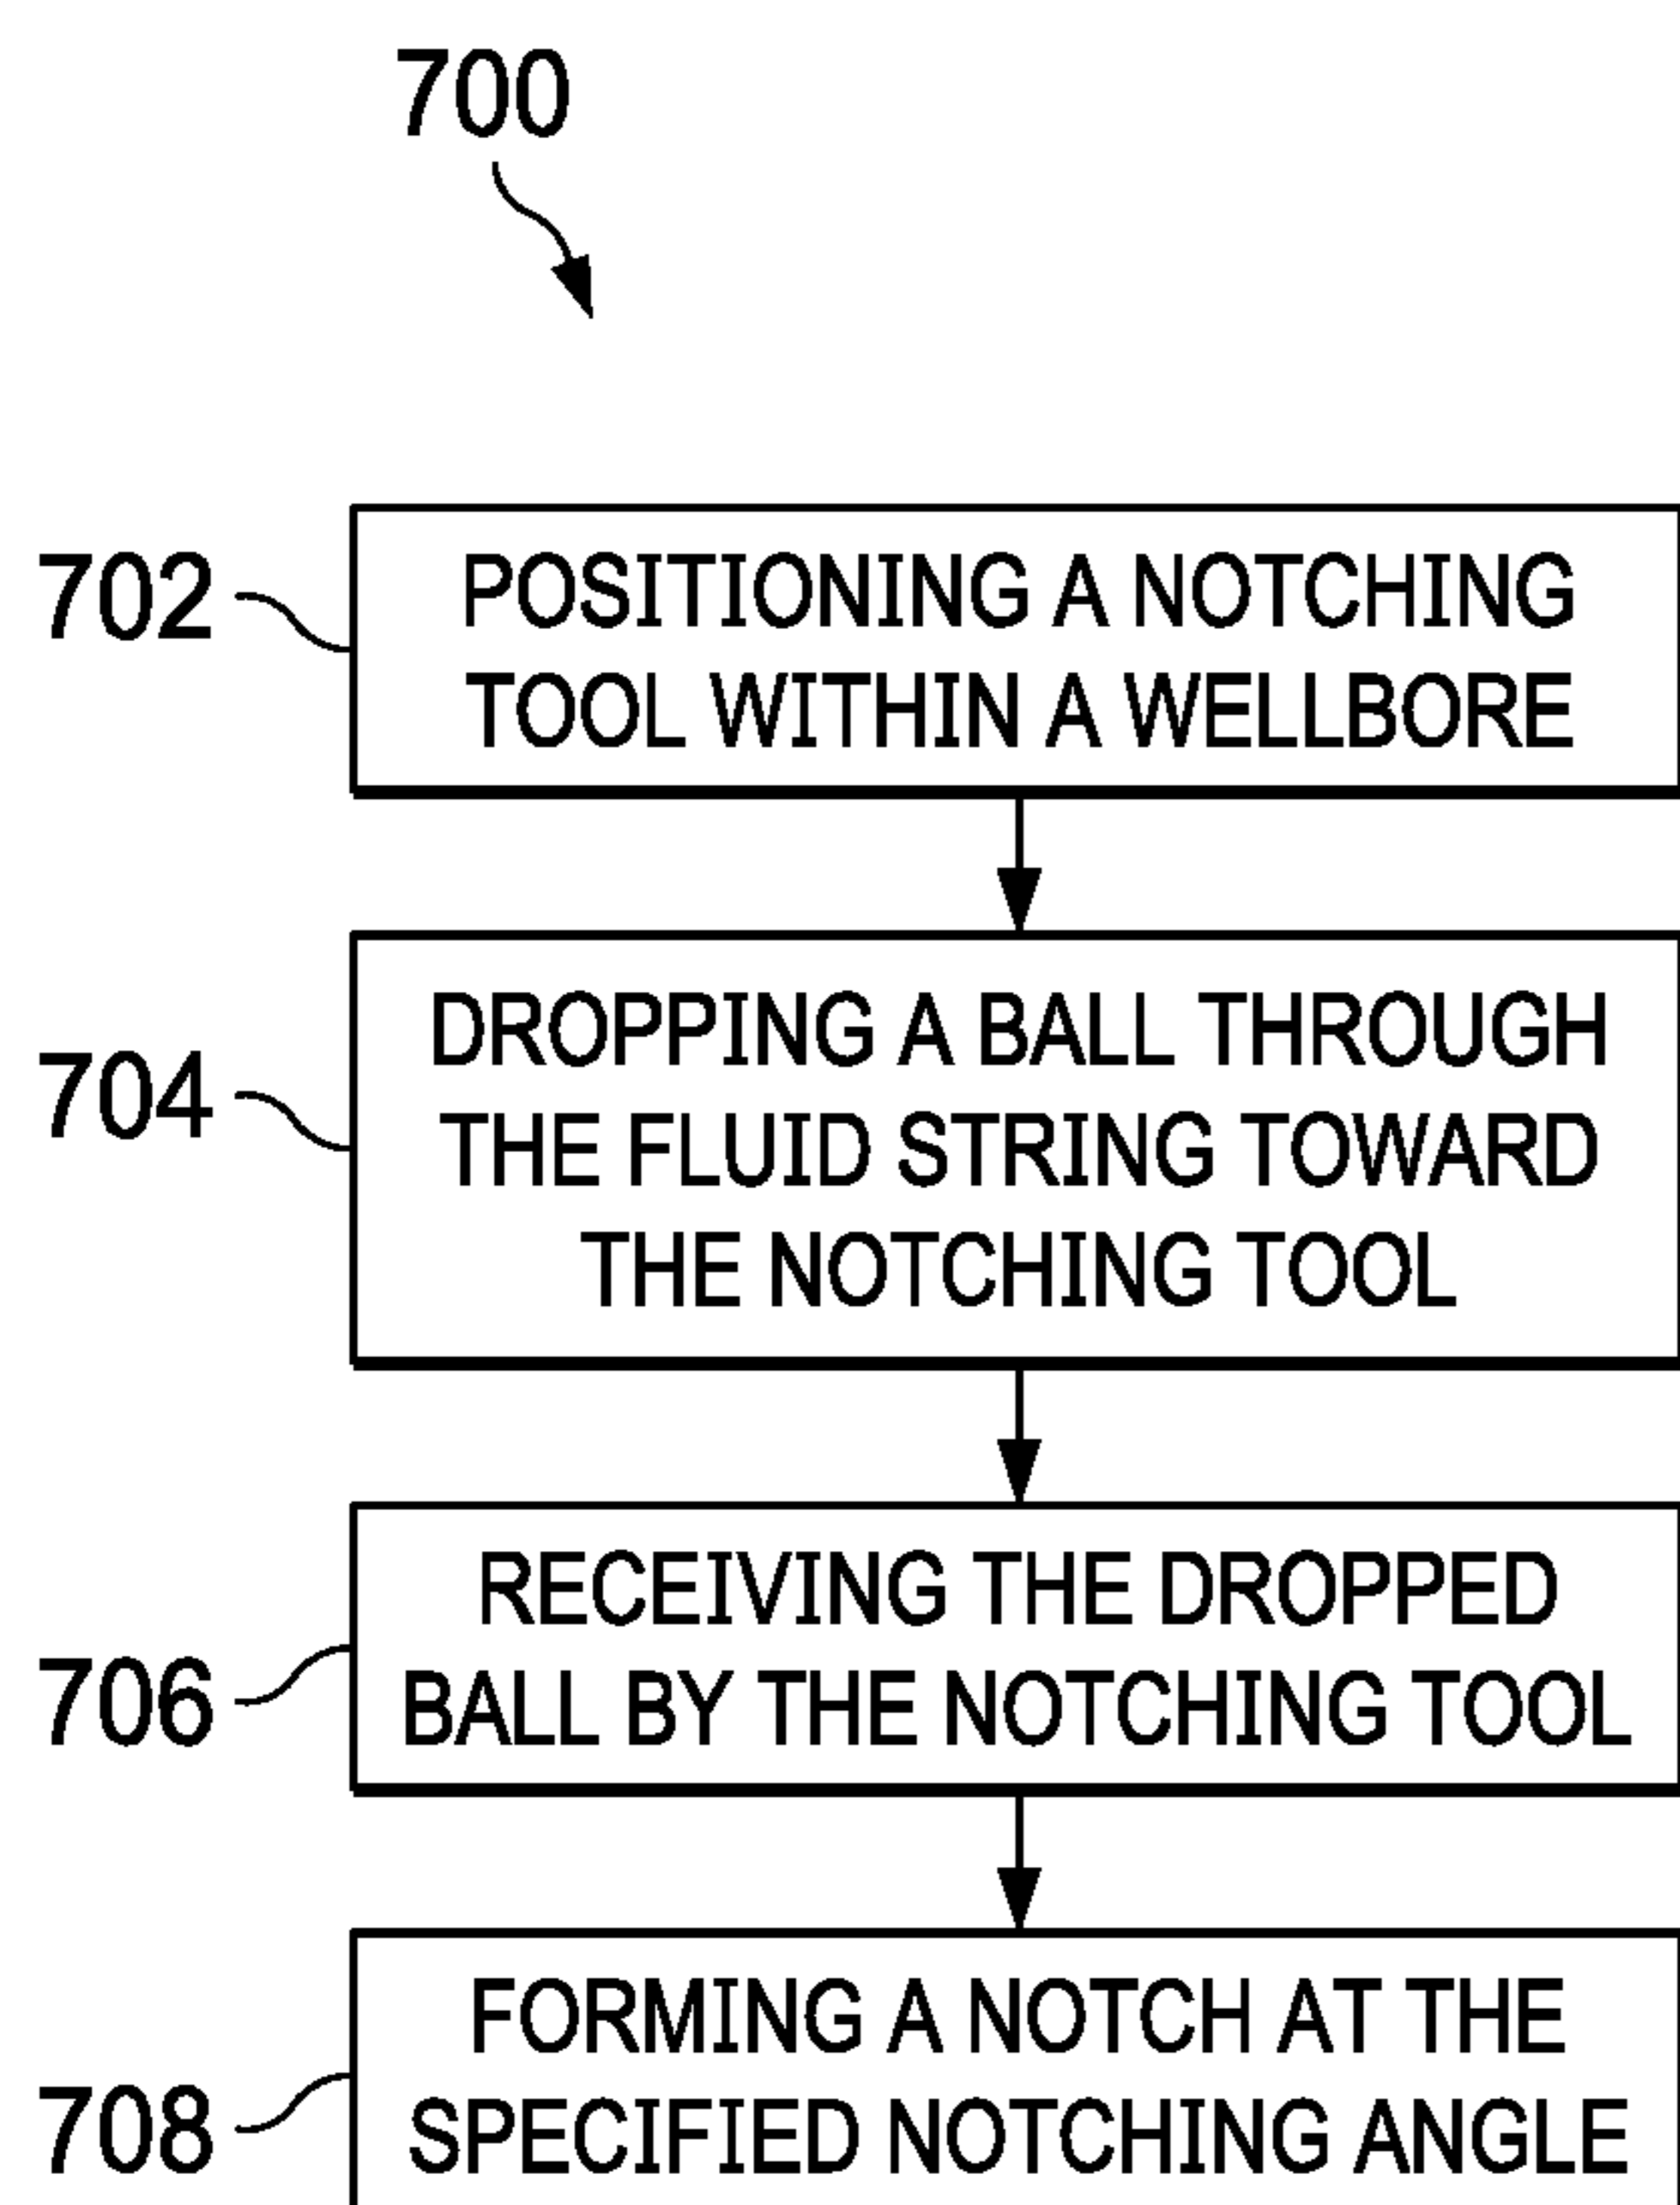 700
702
POSITIONING A NOTCHING
TOOL WITHIN A WELLBORE
704
DROPPING A BALL THROUGH
THE FLUID STRING TOWARD
THE NOTCHING TOOL
706
RECEIVING THE DROPPED
BALL BY THE NOTCHING TOOL
708
FORMING A NOTCH AT THE
SPECIFIED NOTCHING ANGLE